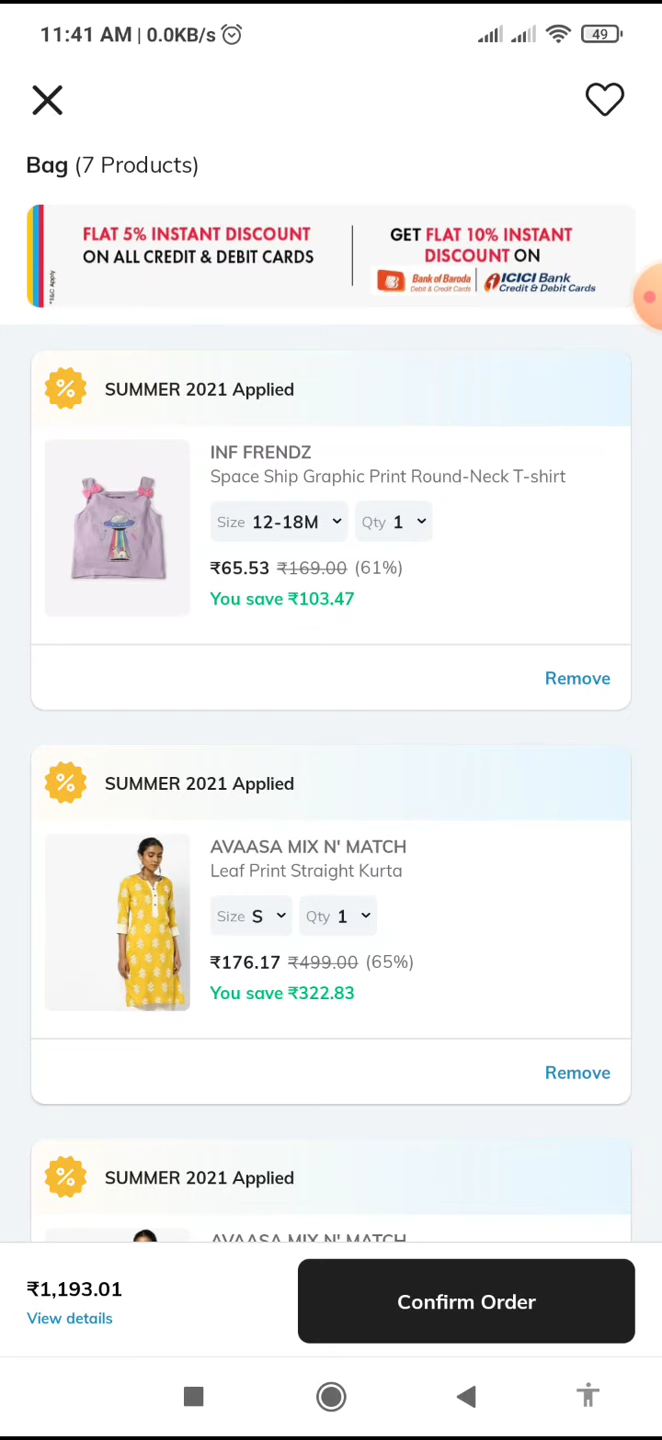 11:41 AM | 0.0KB/s
49
Bag (7 Products)
FLAT 5% INSTANT DISCOUNT
ON ALL CREDIT & DEBIT CARDS
*T&C Apply
GET FLAT 10% INSTANT
DISCOUNT ON
Bank of Baroda
Debit & Credit Cards
ICICI Bank
Credit & Debit Cards
SUMMER 2021 Applied
INF FRENDZ
Space Ship Graphic Print Round-Neck T-shirt
Size 12-18M Qty 1
₹65.53 ₹169.00 (61%)
You save ₹103.47
Remove
SUMMER 2021 Applied
AVAASA MIX N' MATCH
Leaf Print Straight Kurta
Size S Qty 1
₹176.17 ₹499.00 (65%)
You save ₹322.83
Remove
SUMMER 2021 Applied
AVAASA MIX N' MATCH
₹1,193.01
View details
Confirm Order